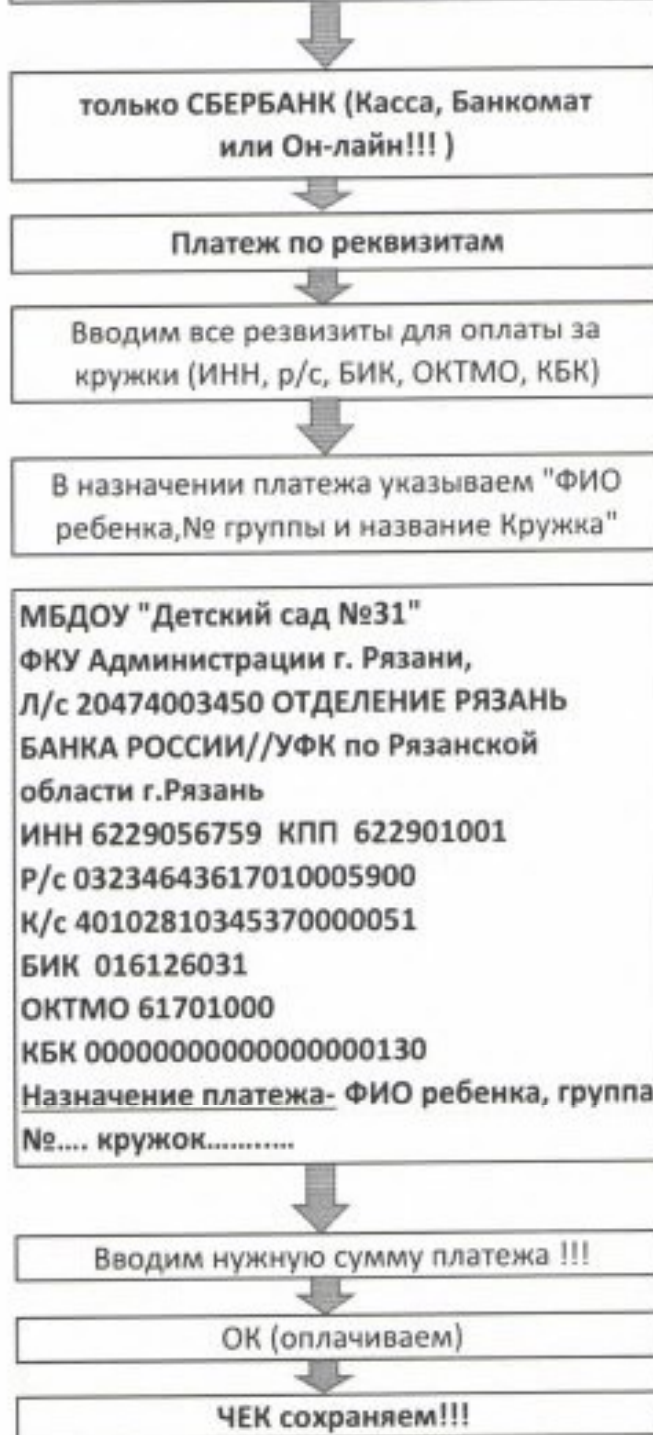 только СБЕРБАНК (Касса, Банкомат
или Он-лайн!!! )
Платеж по реквизитам
Вводим все резвизиты для оплаты за
кружки (ИНН, р/с, БИК, ОКТМО, КБК)
В назначении платежа указываем "ФИО
ребенка,№ группы и название Кружка"
МБДОУ "Детский сад №31"
ФКУ Администрации г. Рязани,
Л/с 20474003450 ОТДЕЛЕНИЕ РЯЗАНЬ
БАНКА РОССИИ//УФК по Рязанской
области г.Рязань
ИНН 6229056759 КПП 622901001
Р/с 03234643617010005900
К/с 40102810345370000051
БИК 016126031
ОКТМО 61701000
КБК 00000000000000000130
Назначение платежа- ФИО ребенка, группа
№.... кружок...........
Вводим нужную сумму платежа !!!
ОК (оплачиваем)
ЧЕК сохраняем!!!